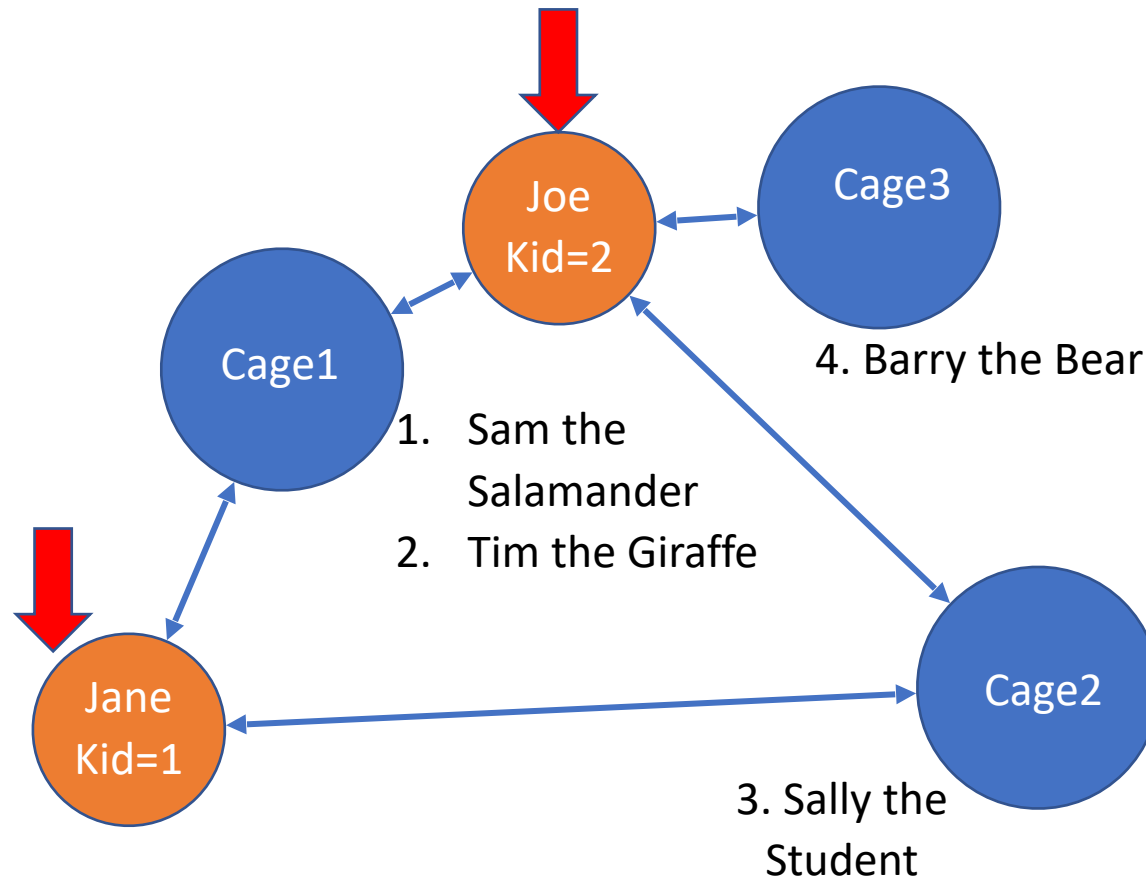 Joe
Kid=2
Cage3
Cage1
4. Barry the Bear
1. Sam the
Salamander
2. Tim the Giraffe
Jane
Kid=1
Cage2
3. Sally the
Student